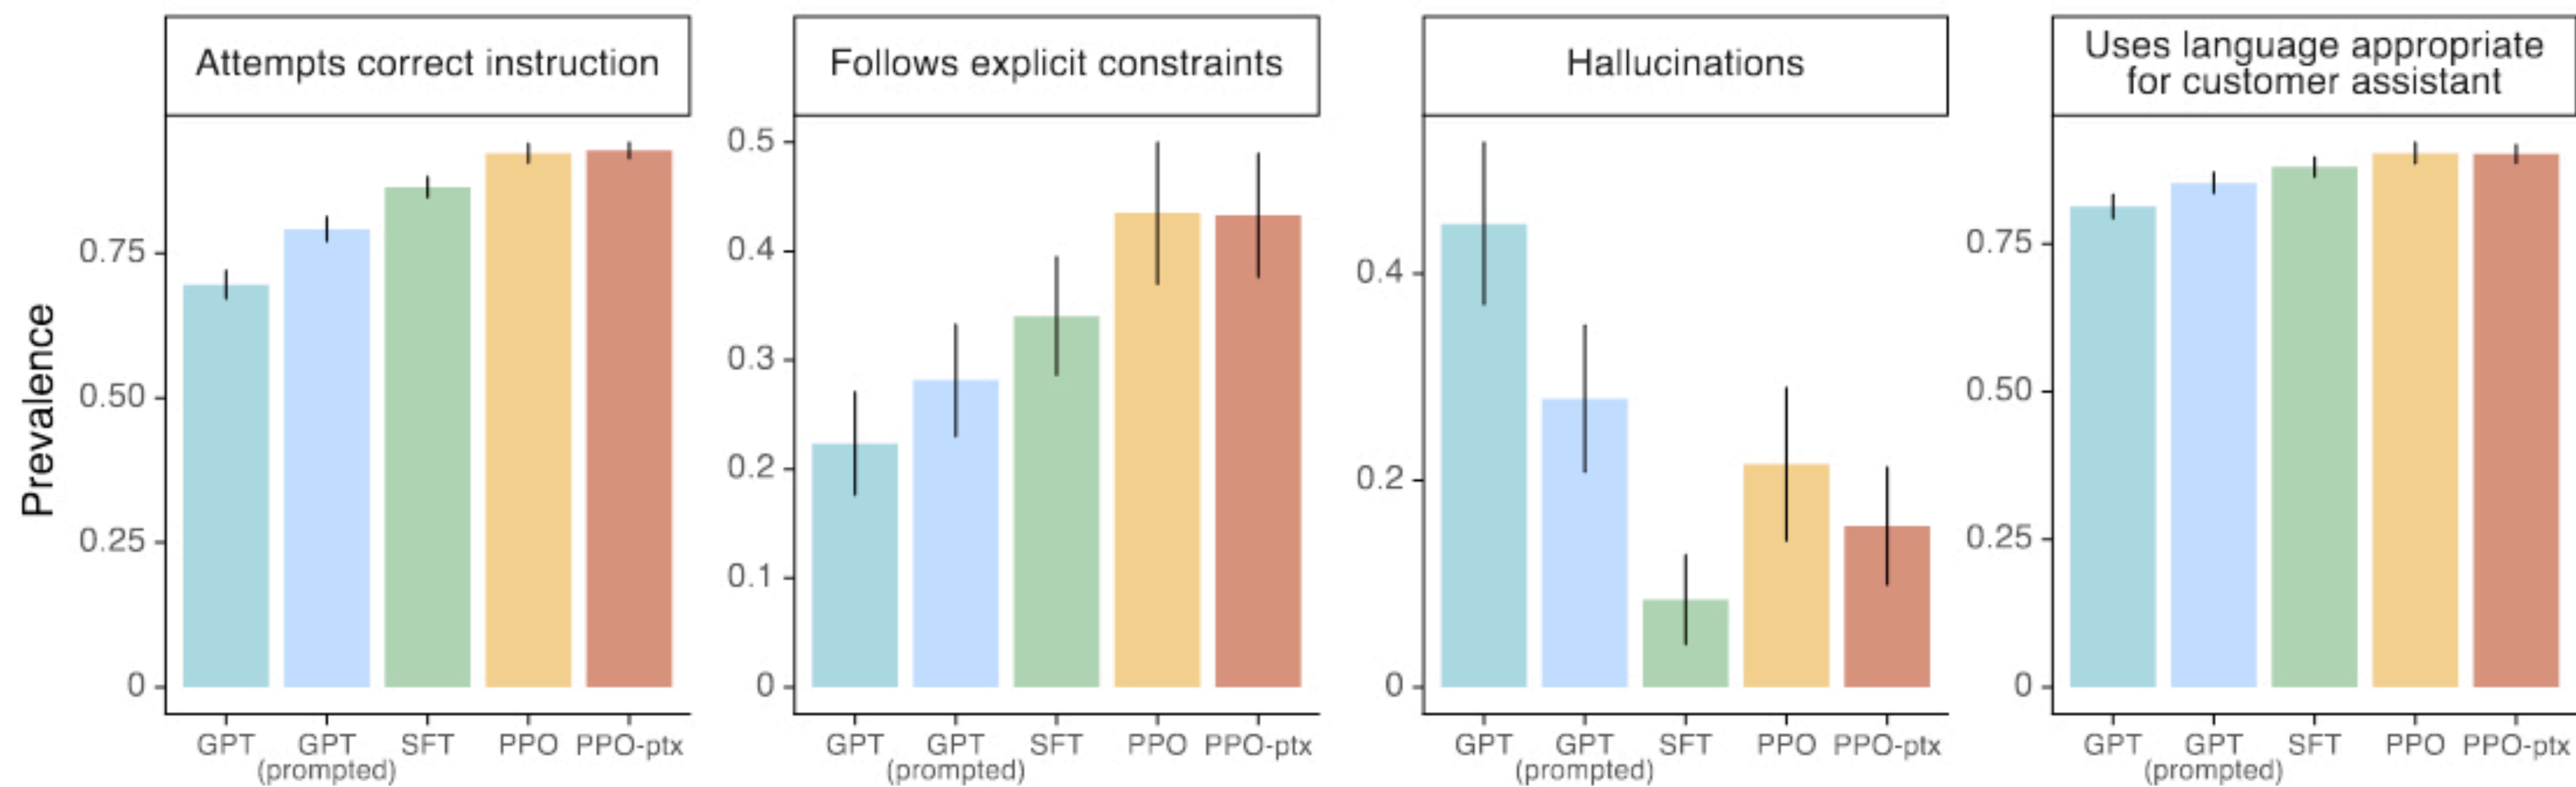 Attempts correct instruction
Follows explicit constraints
Hallucinations
Uses language appropriate
for customer assistant
Prevalence
0.75
0.50
0.25
0
GPT
GPT
(prompted)
SFT
PPO
PPO-ptx
0.5
0.4
0.3
0.2
0.1
0
GPT
GPT
(prompted)
SFT
PPO
PPO-ptx
0.4
0.2
0
GPT
GPT
(prompted)
SFT
PPO
PPO-ptx
0.75
0.50
0.25
0
GPT
GPT
(prompted)
SFT
PPO
PPO-ptx